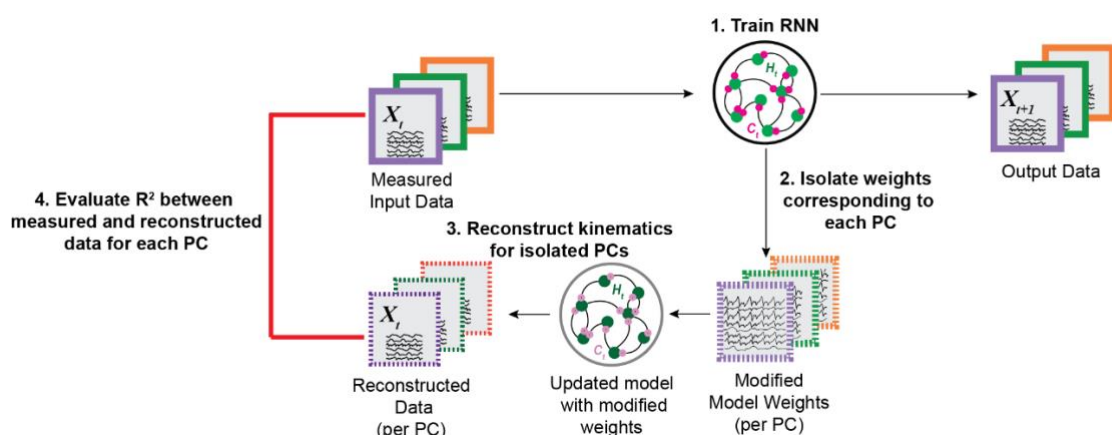 1. Train RNN
H_t
C_t
X_t
Measured
Input Data
X_{t+1}
Output Data
2. Isolate weights
corresponding to
each PC
4. Evaluate R² between
measured and reconstructed
data for each PC
3. Reconstruct kinematics
for isolated PCs
X_t
Reconstructed
Data
(per PC)
H_t
C_t
Updated model
with modified
weights
Modified
Model Weights
(per PC)